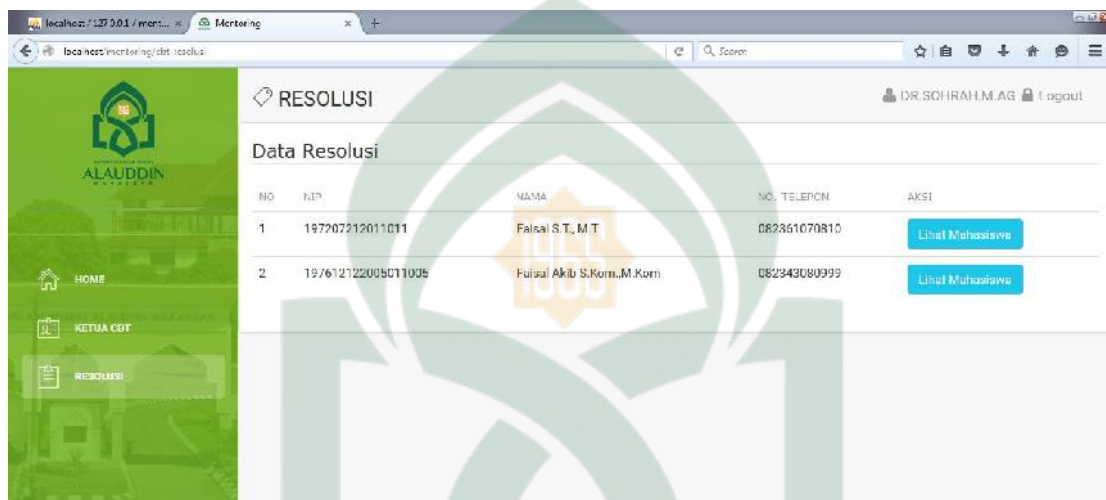 localhost / 127.0.0.1 / ment...
Mentoring
localhost/mentoring/cbt-resolusi
Search
ALAUDDIN
HOME
KETUA CBT
RESOLUSI
RESOLUSI
DR.SOHRAH,M.AG Logout
Data Resolusi
NO NIP NAMA NO. TELEPON AKSI
1 197207212011011 Faisal S.T., M.T 082361070810 Lihat Mahasiswa
2 197612122005011005 Faisal Akib S.Kom.,M.Kom 082343080999 Lihat Mahasiswa
1965